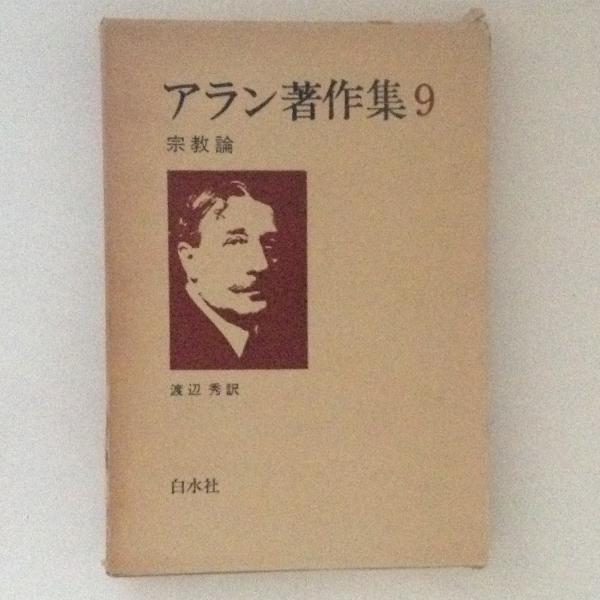 アラン著作集9
宗教論
渡辺 秀訳
白水社